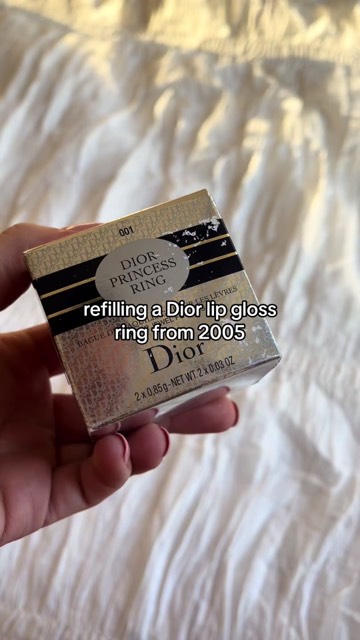 001
DIOR
PRINCESS
RING
refilling a Dior lip gloss
ring from 2005
LES LÈVRES
Dior
2 x 0,85g - NET WT. 2 x 0.03 OZ